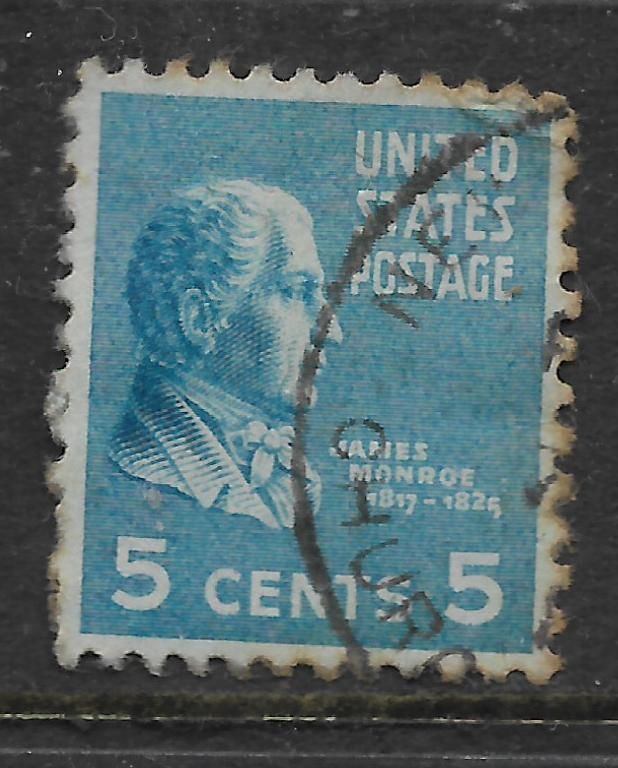 UNITED
STATES
POSTAGE
JAMES
MONROE
1817-1825
5 CENTS 5